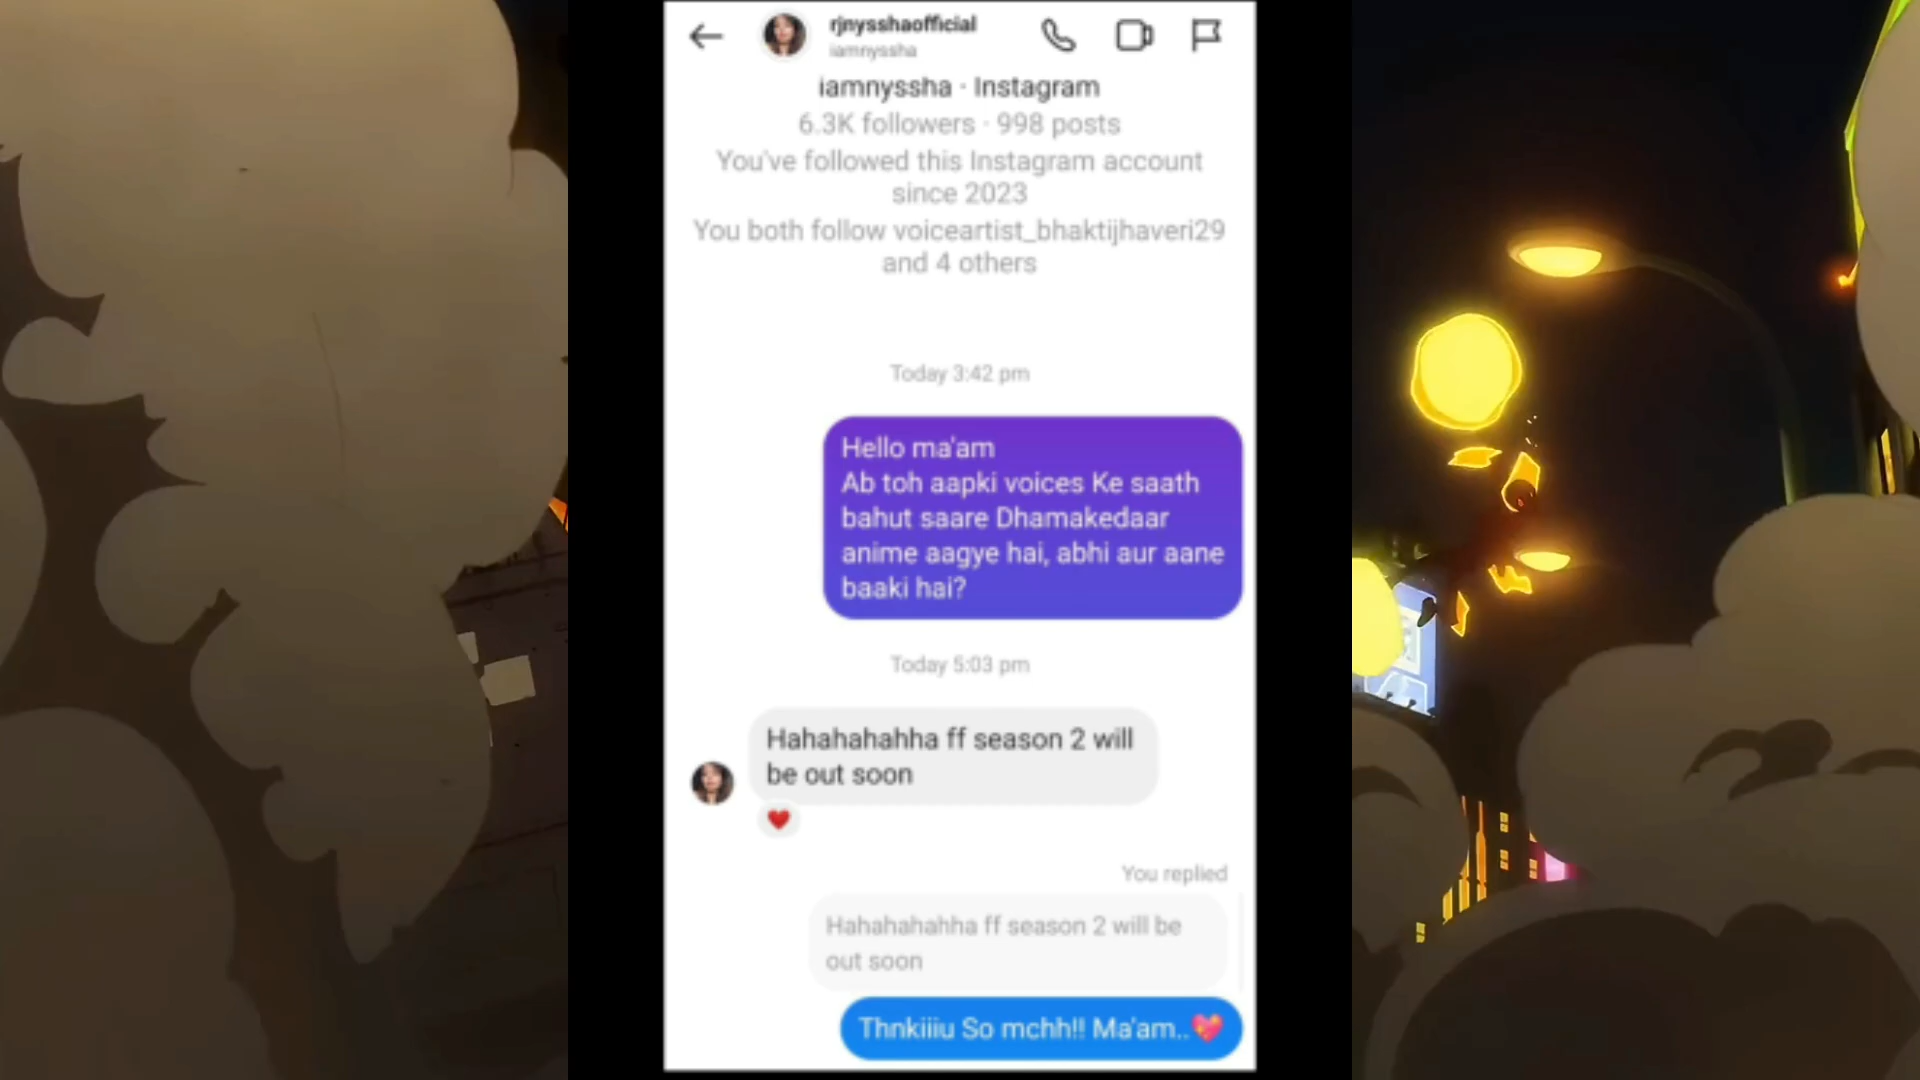 rjnysshaofficial
iamnyssha
iamnyssha · Instagram
6.3K followers · 998 posts
You've followed this Instagram account
since 2023
You both follow voiceartist_bhaktijhaveri29
and 4 others
Today 3:42 pm
Hello ma'am
Ab toh aapki voices Ke saath
bahut saare Dhamakedaar
anime aagye hai, abhi aur aane
baaki hai?
Today 5:03 pm
Hahahahahha ff season 2 will
be out soon
You replied
Hahahahahha ff season 2 will be
out soon
Thnkiiiu So mchh!! Ma'am..💖